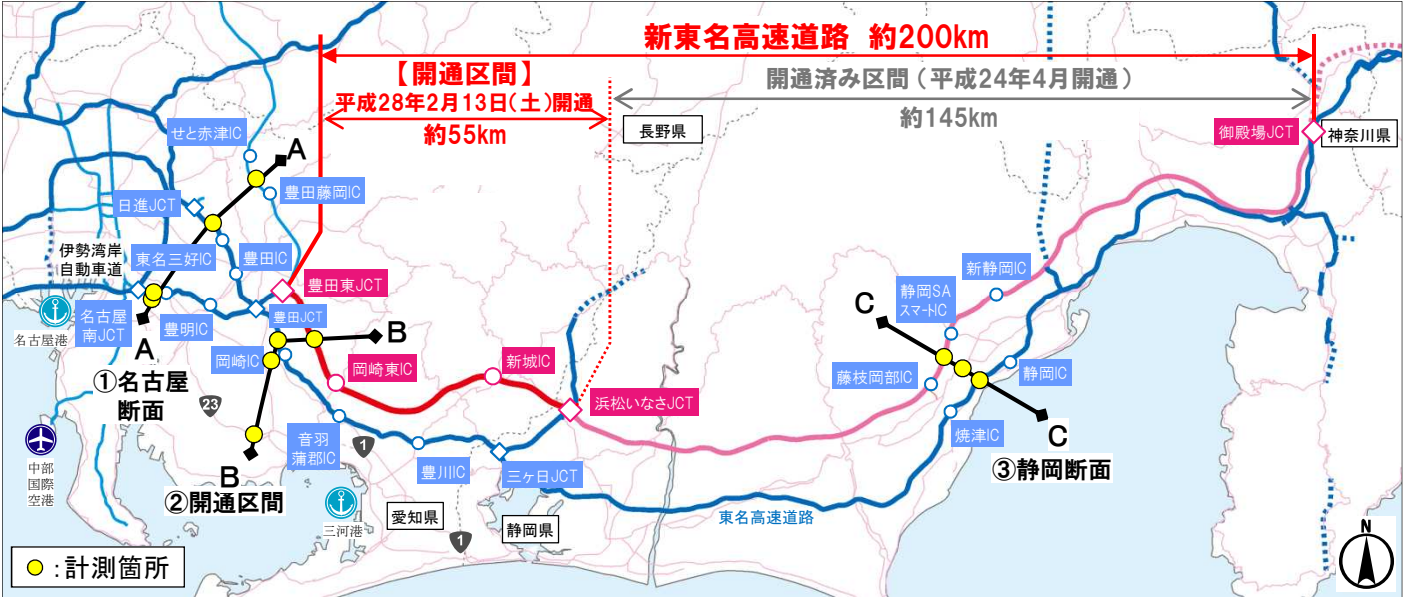 新東名高速道路 約200km
【開通区間】
平成28年2月13日(土)開通
約55km
開通済み区間(平成24年4月開通)
約145km
長野県
御殿場JCT
神奈川県
せと赤津IC
A
豊田藤岡IC
日進JCT
伊勢湾岸
自動車道
東名三好IC
豊田IC
豊田東JCT
名古屋港
名古屋
南JCT
豊明IC
豊田JCT
B
A
①名古屋
断面
岡崎IC
岡崎東IC
新城IC
浜松いなさJCT
23
音羽
蒲郡IC
1
豊川IC
三ヶ日JCT
B
②開通区間
中部
国際
空港
三河港
愛知県
静岡県
1
東名高速道路
新静岡IC
静岡SA
スマートIC
C
藤枝岡部IC
静岡IC
焼津IC
C
③静岡断面
N
:計測箇所